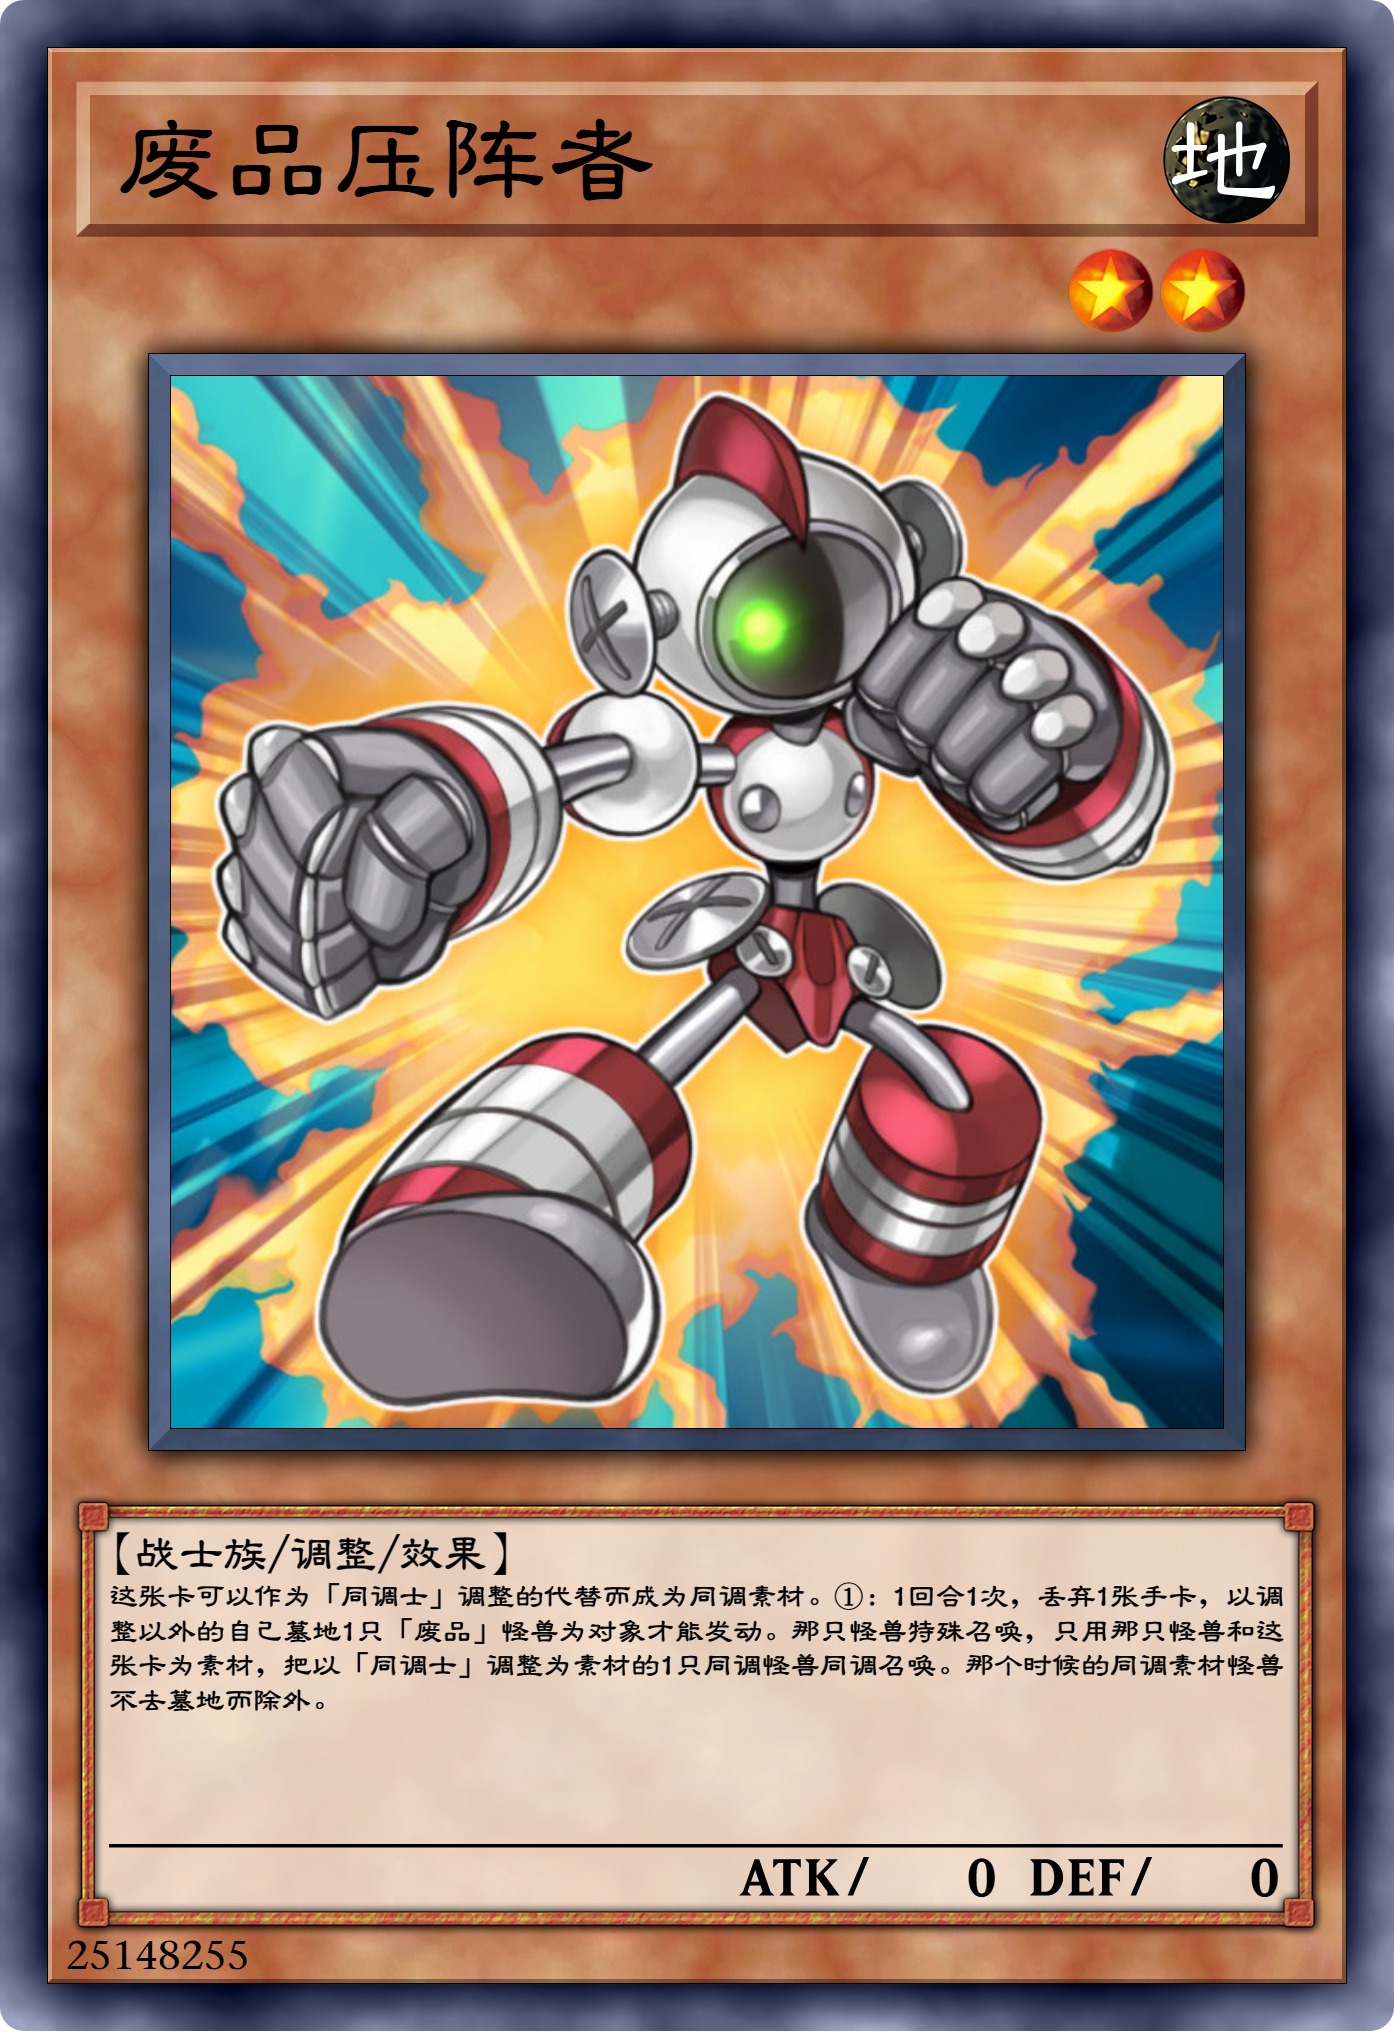 废品压阵者
地
【战士族/调整/效果】
这张卡可以作为「同调士」调整的代替而成为同调素材。①：1回合1次，丢弃1张手卡，以调
整以外的自己墓地1只「废品」怪兽为对象才能发动。那只怪兽特殊召唤，只用那只怪兽和这
张卡为素材，把以「同调士」调整为素材的1只同调怪兽同调召唤。那个时候的同调素材怪兽
不去墓地而除外。
ATK/ 0 DEF/ 0
25148255